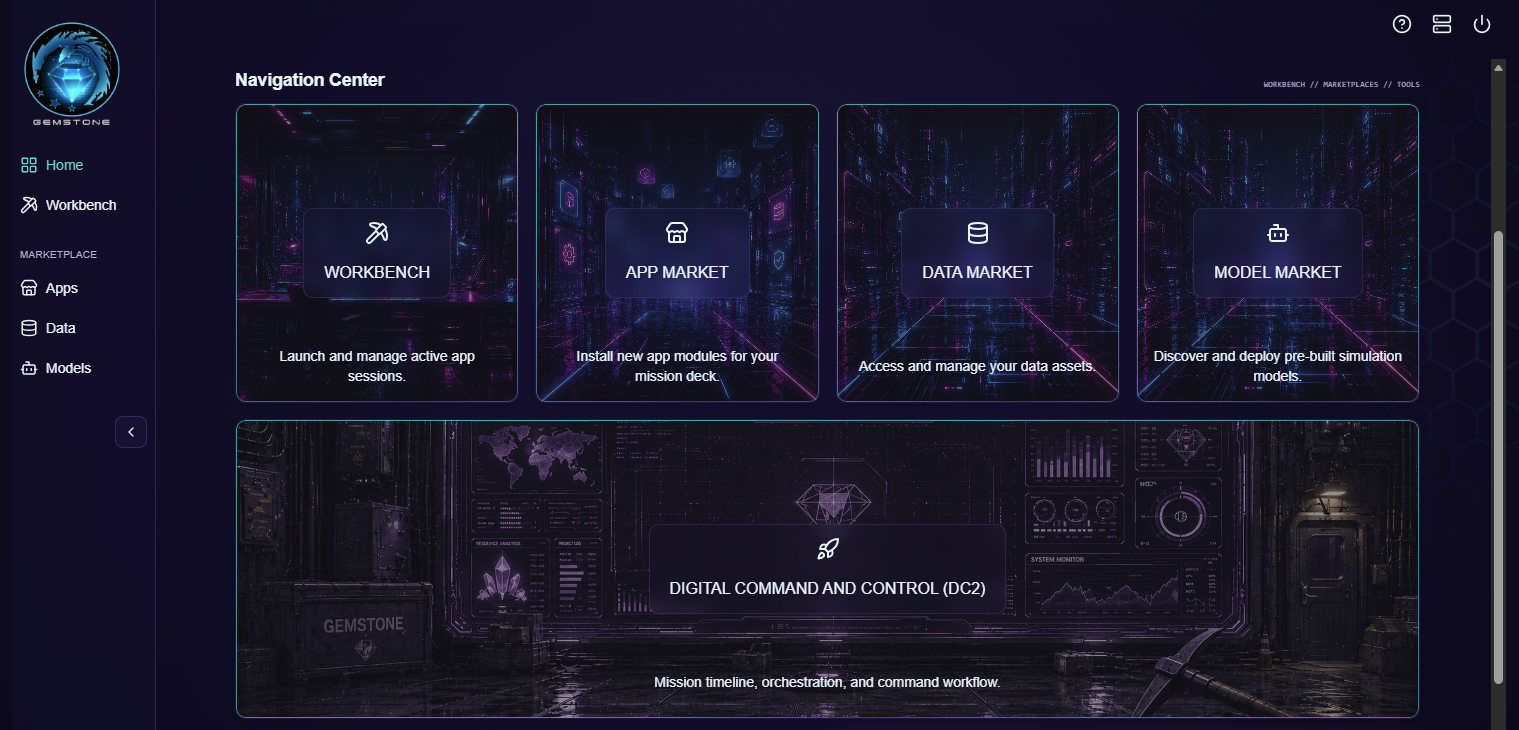 GEMSTONE
Home
Workbench
MARKETPLACE
Apps
Data
Models
Navigation Center
WORKBENCH // MARKETPLACES // TOOLS
WORKBENCH
Launch and manage active app
sessions.
APP MARKET
Install new app modules for your
mission deck.
DATA MARKET
Access and manage your data assets.
MODEL MARKET
Discover and deploy pre-built simulation
models.
RESOURCE ANALYSIS
PROJECT LOG
SYSTEM MONITOR
GEMSTONE
DIGITAL COMMAND AND CONTROL (DC2)
Mission timeline, orchestration, and command workflow.